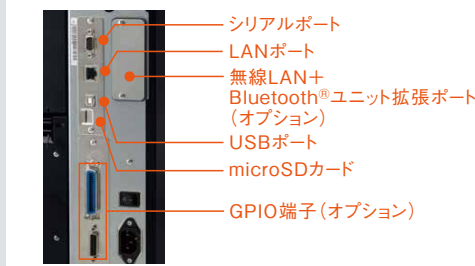 シリアルポート
LANポート
無線LAN＋
Bluetooth®ユニット拡張ポート
（オプション）
USBポート
microSDカード
GPIO端子（オプション）